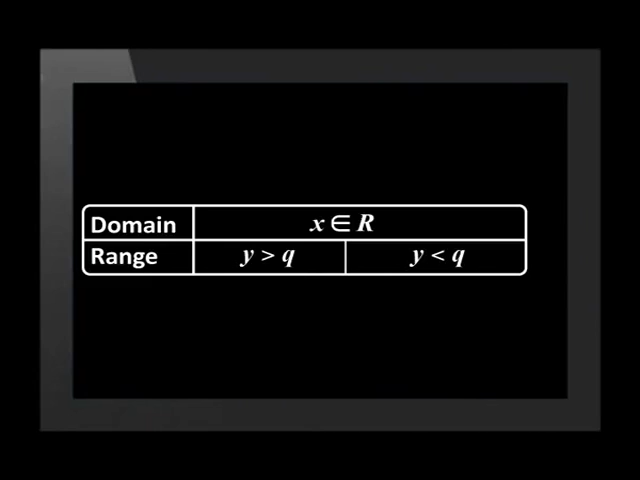 Domain x ∈ R
Range y > q y < q